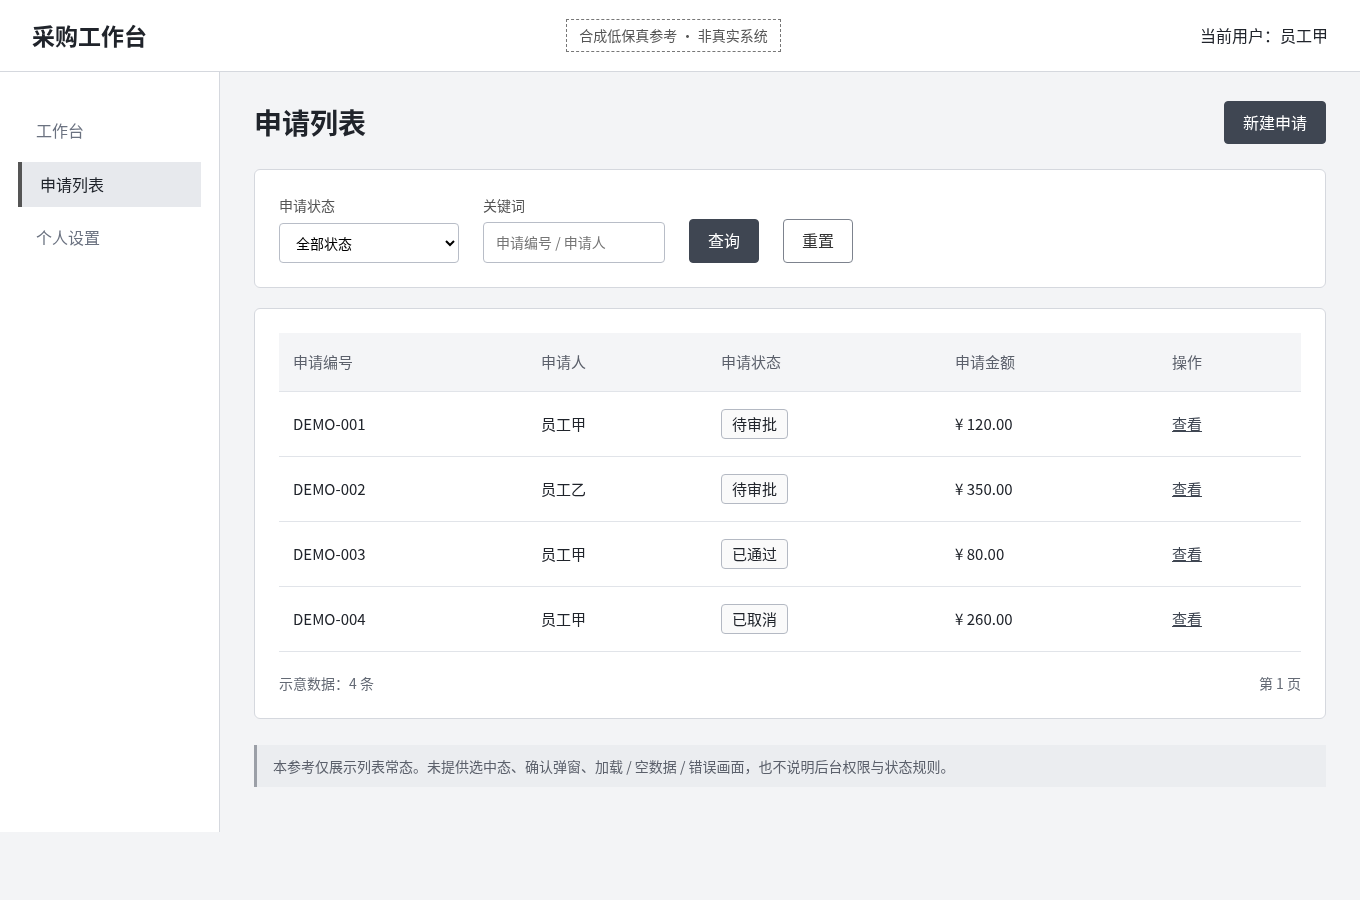 采购工作台
合成低保真参考 · 非真实系统
当前用户：员工甲
工作台
申请列表
个人设置
申请列表
新建申请
申请状态
关键词
全部状态
申请编号 / 申请人
查询
重置
申请编号 申请人 申请状态 申请金额 操作
DEMO-001 员工甲 待审批 ¥ 120.00 查看
DEMO-002 员工乙 待审批 ¥ 350.00 查看
DEMO-003 员工甲 已通过 ¥ 80.00 查看
DEMO-004 员工甲 已取消 ¥ 260.00 查看
示意数据：4 条
第 1 页
本参考仅展示列表常态。未提供选中态、确认弹窗、加载 / 空数据 / 错误画面，也不说明后台权限与状态规则。